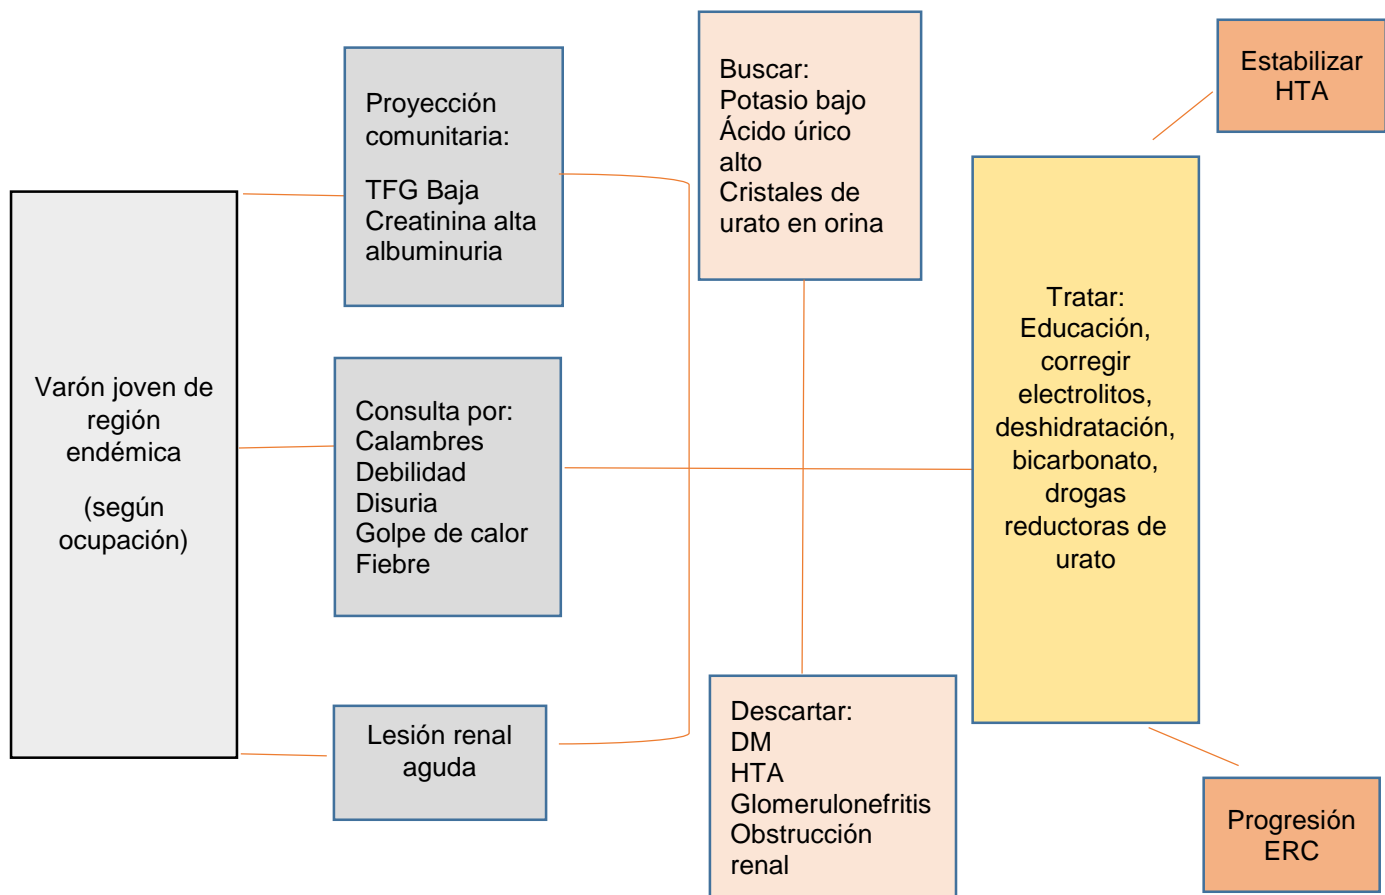 Varón joven de
región
endémica
(según
ocupación)
Proyección
comunitaria:
TFG Baja
Creatinina alta
albuminuria
Consulta por:
Calambres
Debilidad
Disuria
Golpe de calor
Fiebre
Lesión renal
aguda
Buscar:
Potasio bajo
Ácido úrico
alto
Cristales de
urato en orina
Descartar:
DM
HTA
Glomerulonefritis
Obstrucción
renal
Tratar:
Educación,
corregir
electrolitos,
deshidratación,
bicarbonato,
drogas
reductoras de
urato
Estabilizar
HTA
Progresión
ERC